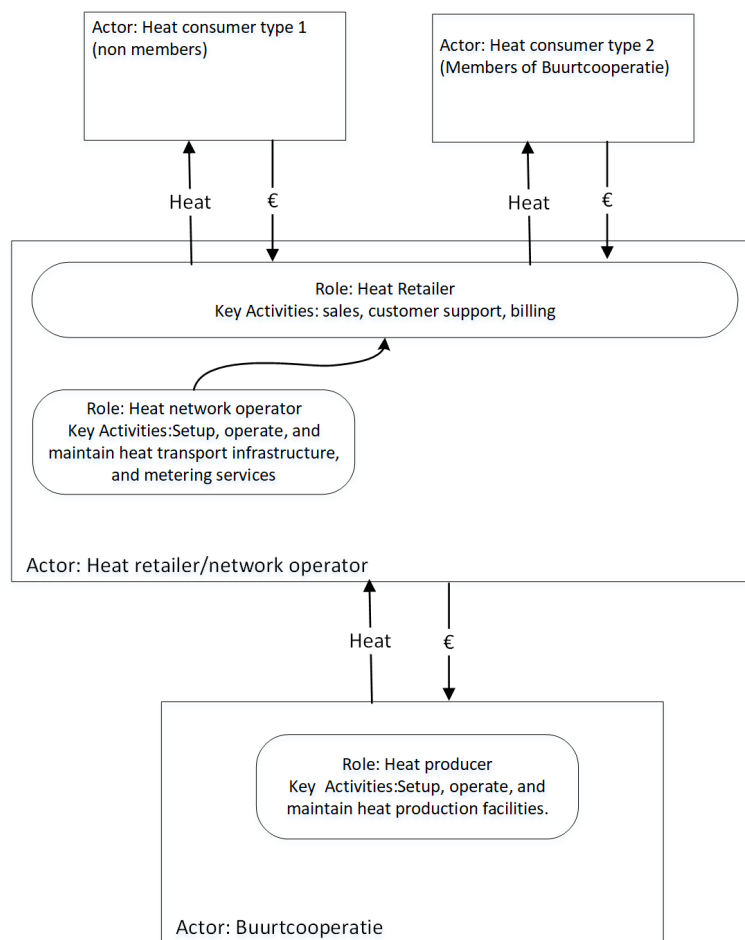 Actor: Heat consumer type 1
(non members)
Actor: Heat consumer type 2
(Members of Buurtcooperatie)
Heat
€
Heat
€
Role: Heat Retailer
Key Activities: sales, customer support, billing
Role: Heat network operator
Key Activities:Setup, operate, and
maintain heat transport infrastructure,
and metering services
Actor: Heat retailer/network operator
Heat
€
Role: Heat producer
Key Activities:Setup, operate, and
maintain heat production facilities.
Actor: Buurtcooperatie